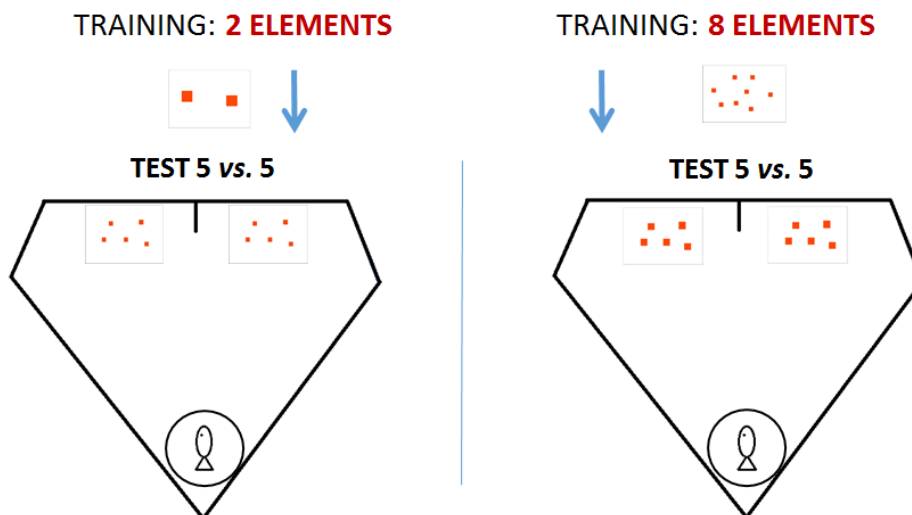 TRAINING: 2 ELEMENTS
TEST 5 vs. 5
TRAINING: 8 ELEMENTS
TEST 5 vs. 5